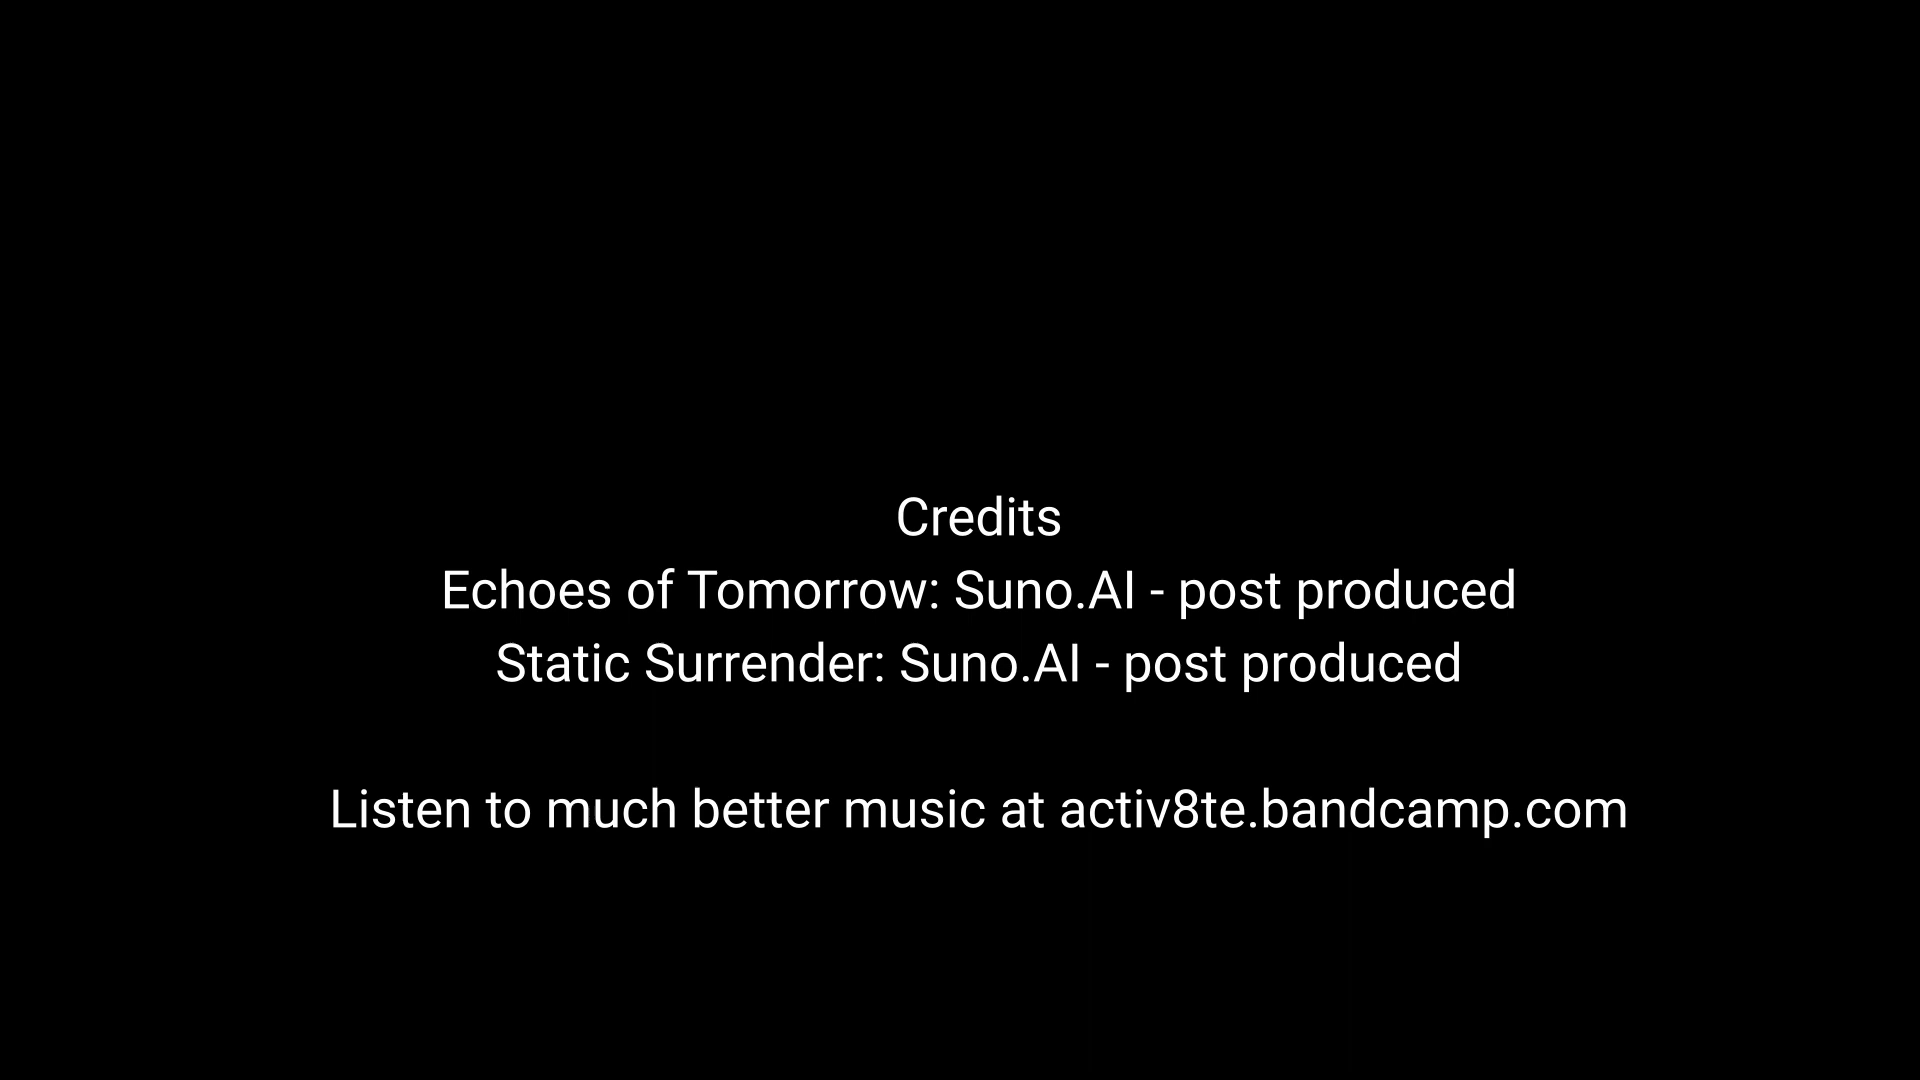 Credits
Echoes of Tomorrow: Suno.AI - post produced
Static Surrender: Suno.AI - post produced
Listen to much better music at activ8te.bandcamp.com